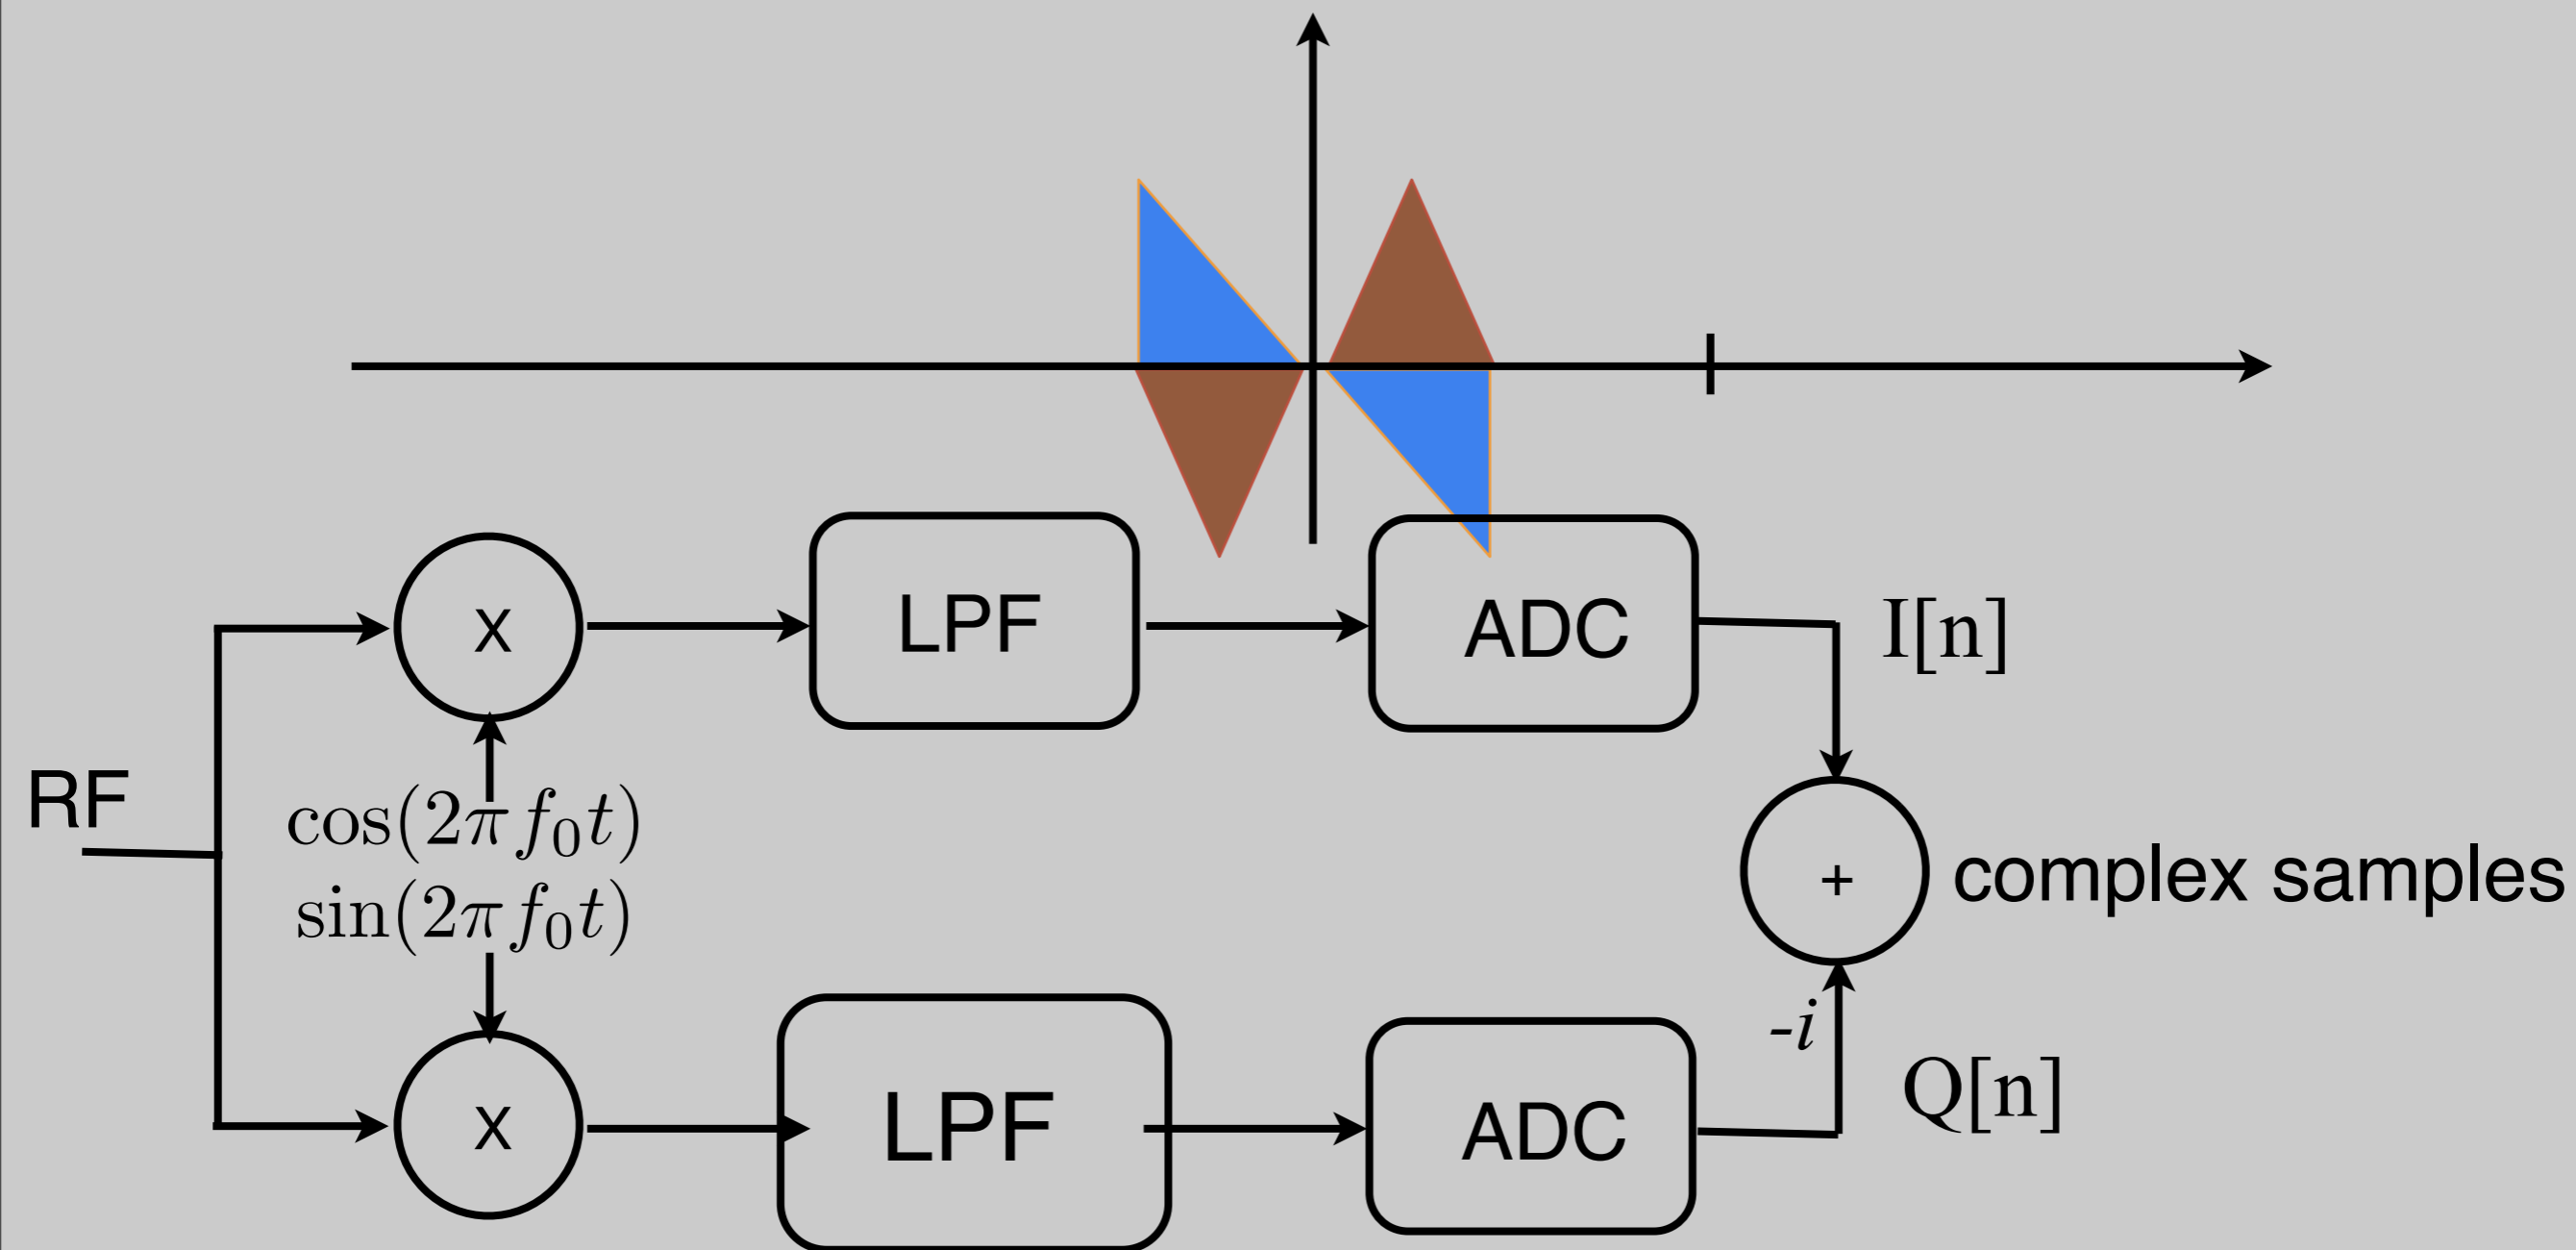 x
LPF
ADC
I[n]
RF
cos(2πf₀t)
sin(2πf₀t)
+
complex samples
-i
x
LPF
ADC
Q[n]